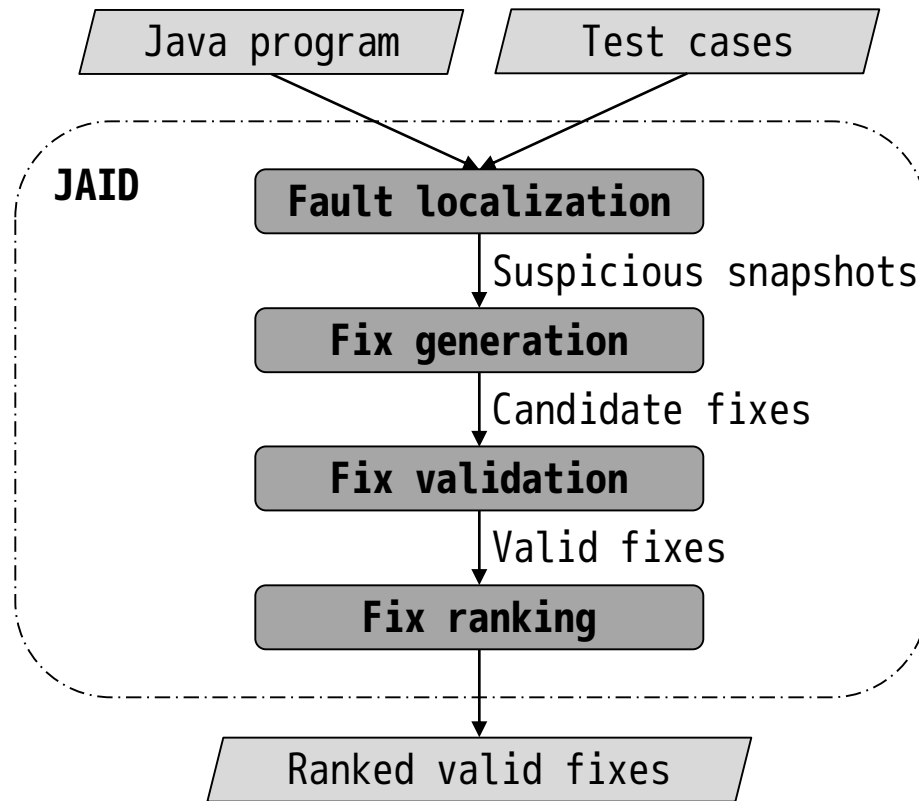 Java program
Test cases
JAID
Fault localization
Suspicious snapshots
Fix generation
Candidate fixes
Fix validation
Valid fixes
Fix ranking
Ranked valid fixes